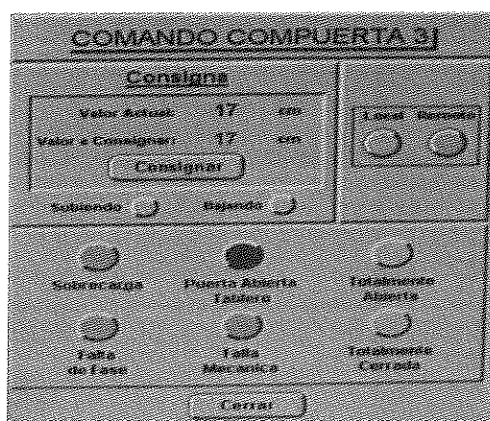 COMANDO COMPUERTA 3
Consigna
Valor Actual: 17 cm
Valor a Consignar: 17 cm
Consignar
Subiendo Bajando
Local Remoto
Sobrecarga Puerta Abierta Tablero Totalmente Abierta
Falta de Fase Falla Mecanica Totalmente Cerrada
Cerrar